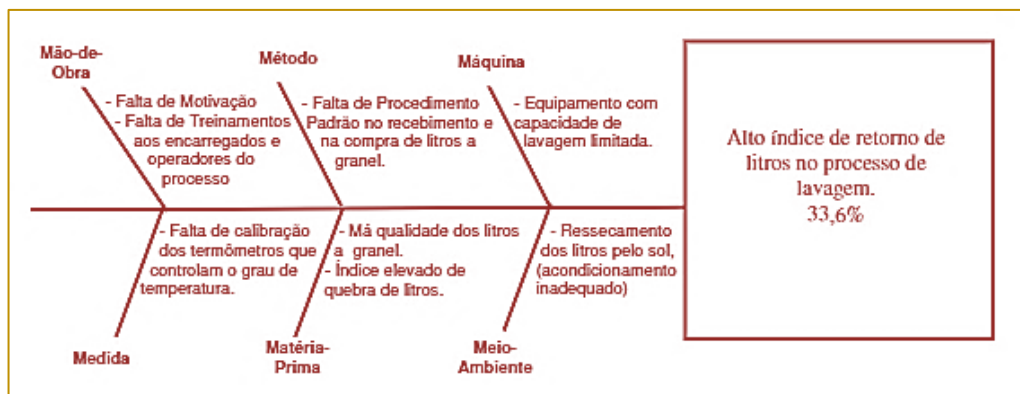 Mão-de-
Obra
- Falta de Motivação
- Falta de Treinamentos
aos encarregados e
operadores do
processo
Método
- Falta de Procedimento
Padrão no recebimento e
na compra de litros a
granel.
Máquina
- Equipamento com
capacidade de
lavagem limitada.
Alto índice de retorno de
litros no processo de
lavagem.
33,6%
- Falta de calibração
dos termômetros que
controlam o grau de
temperatura.
Medida
- Má qualidade dos litros
a granel.
- Índice elevado de
quebra de litros.
Matéria-
Prima
- Ressecamento
dos litros pelo sol,
(acondicionamento
inadequado)
Meio-
Ambiente